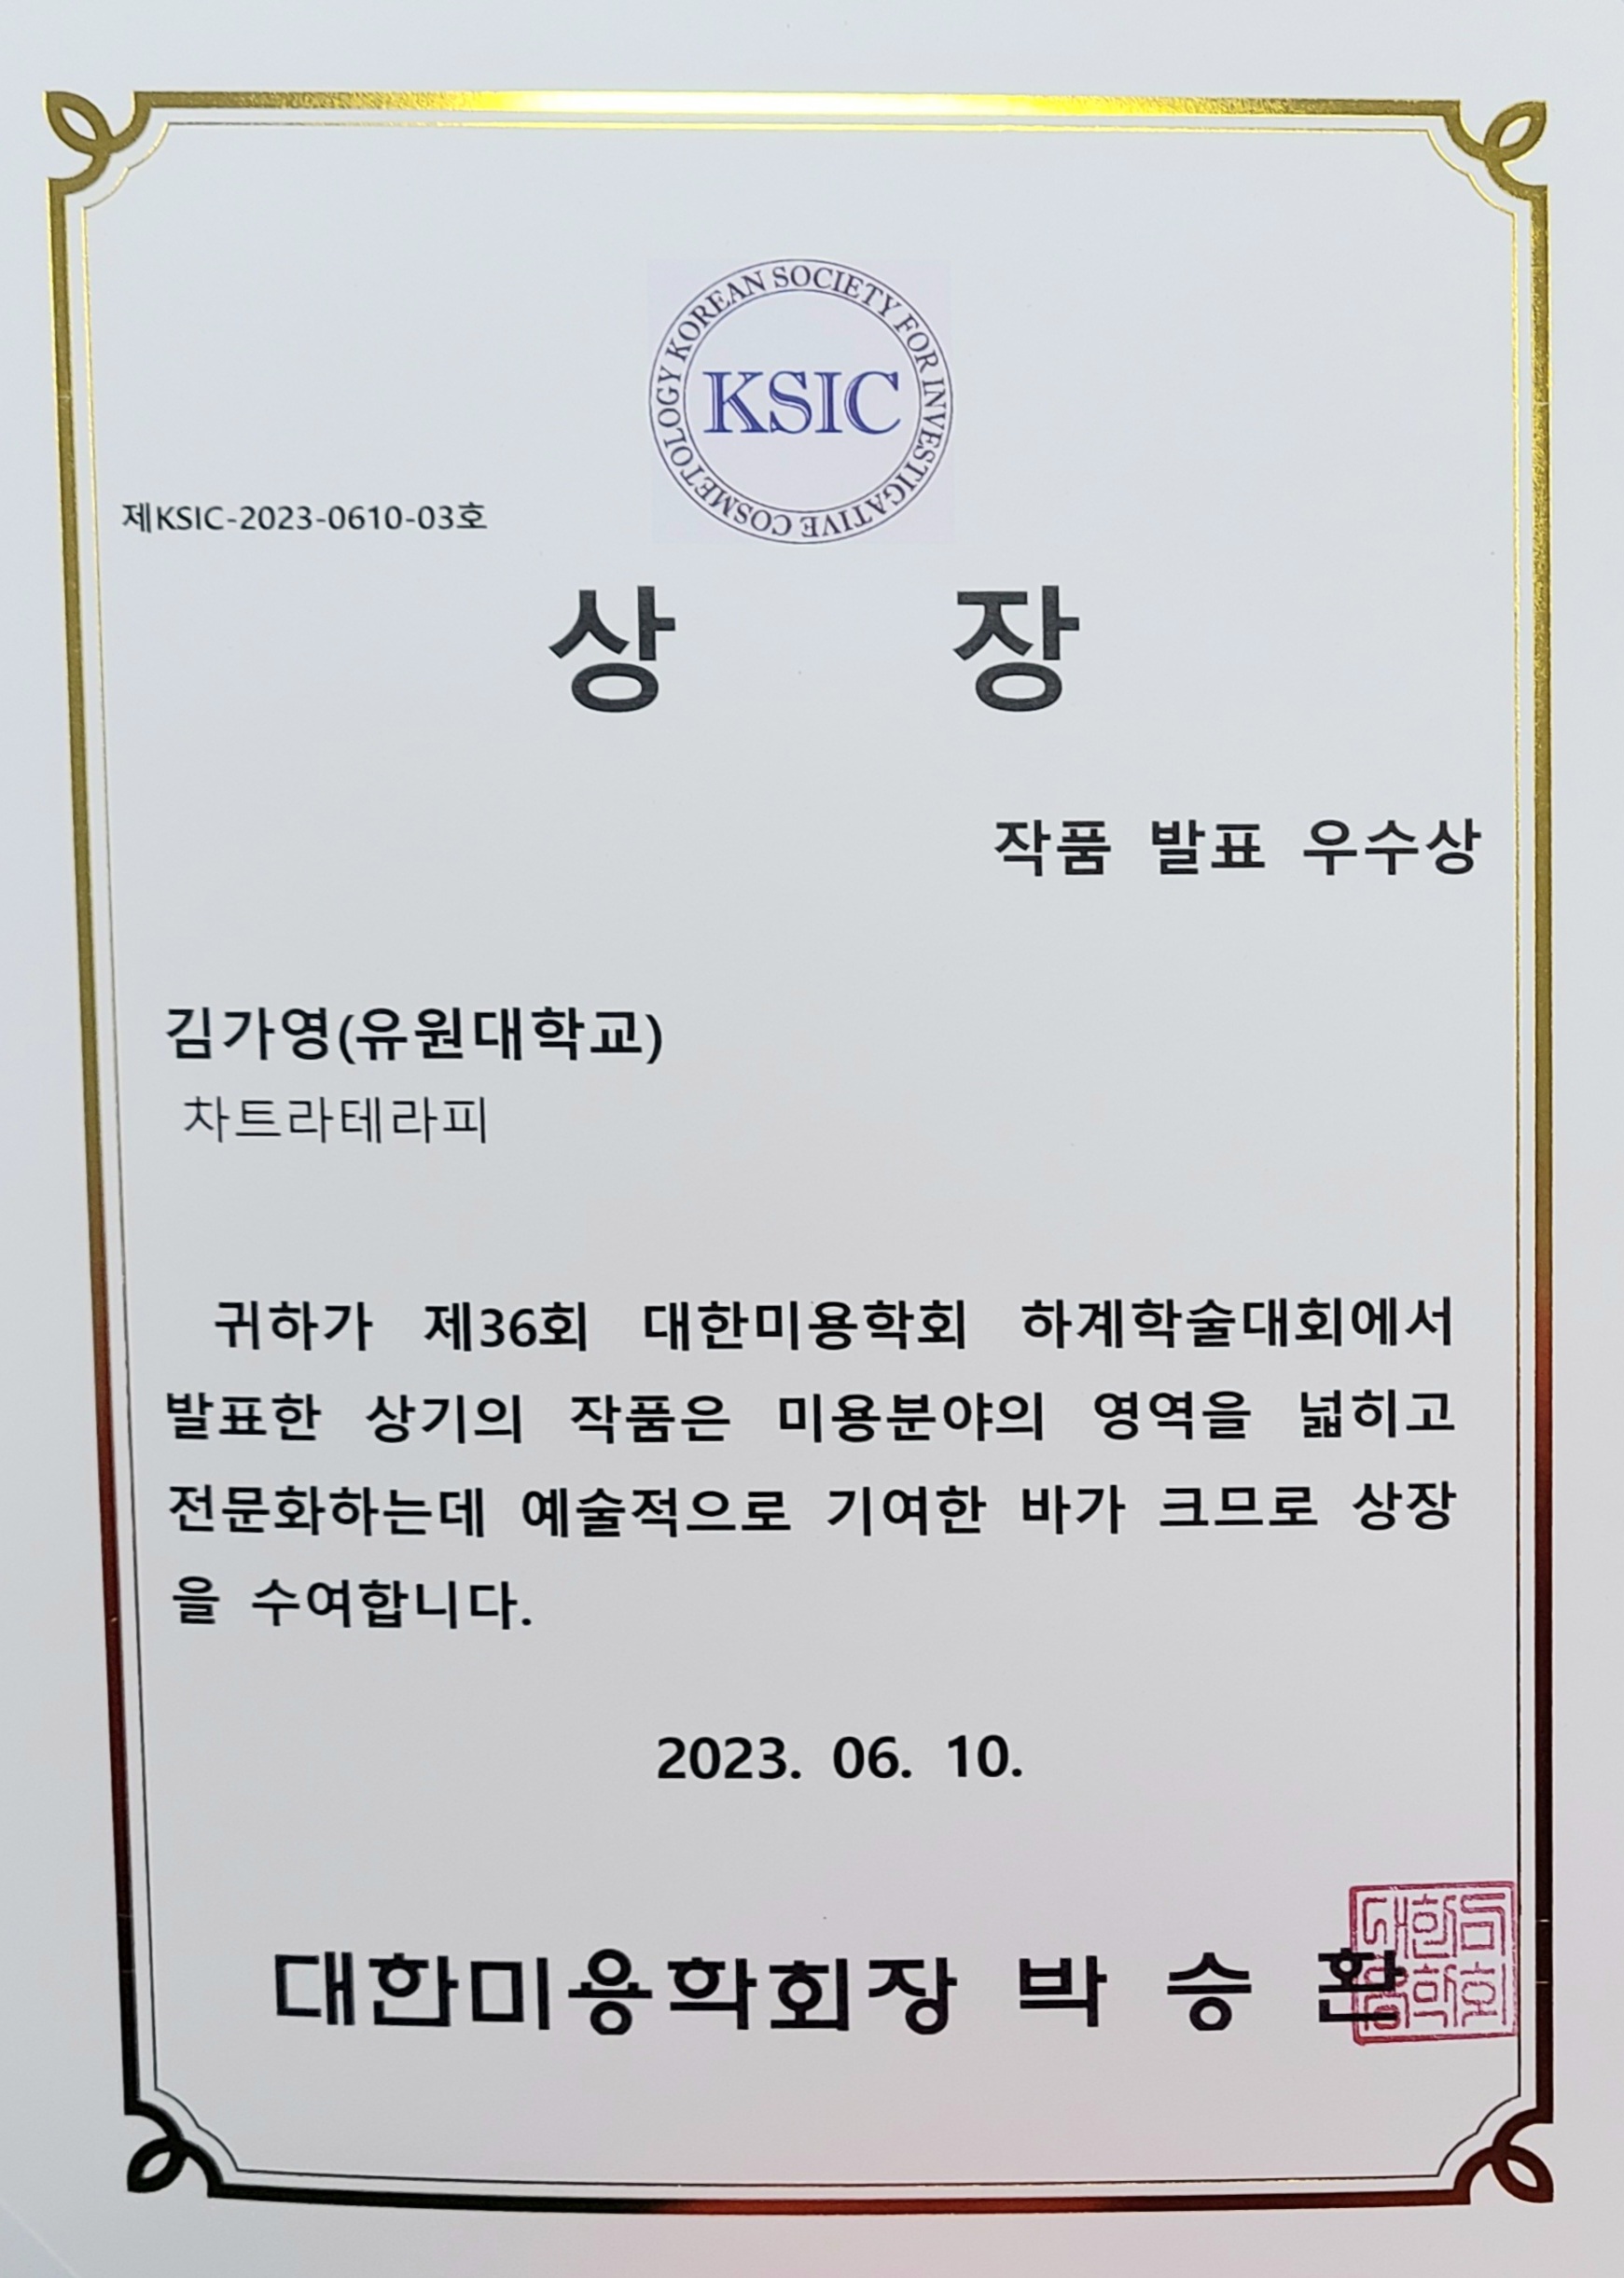 KOREAN SOCIETY FOR INVESTIGATIVE COSMETOLOGY
KSIC
제KSIC-2023-0610-03호
상 장
작품 발표 우수상
김가영(유원대학교)
차트라테라피
귀하가 제36회 대한미용학회 하계학술대회에서
발표한 상기의 작품은 미용분야의 영역을 넓히고
전문화하는데 예술적으로 기여한 바가 크므로 상장
을 수여합니다.
2023. 06. 10.
대한미용학회장 박 승 환
대한미
용학회